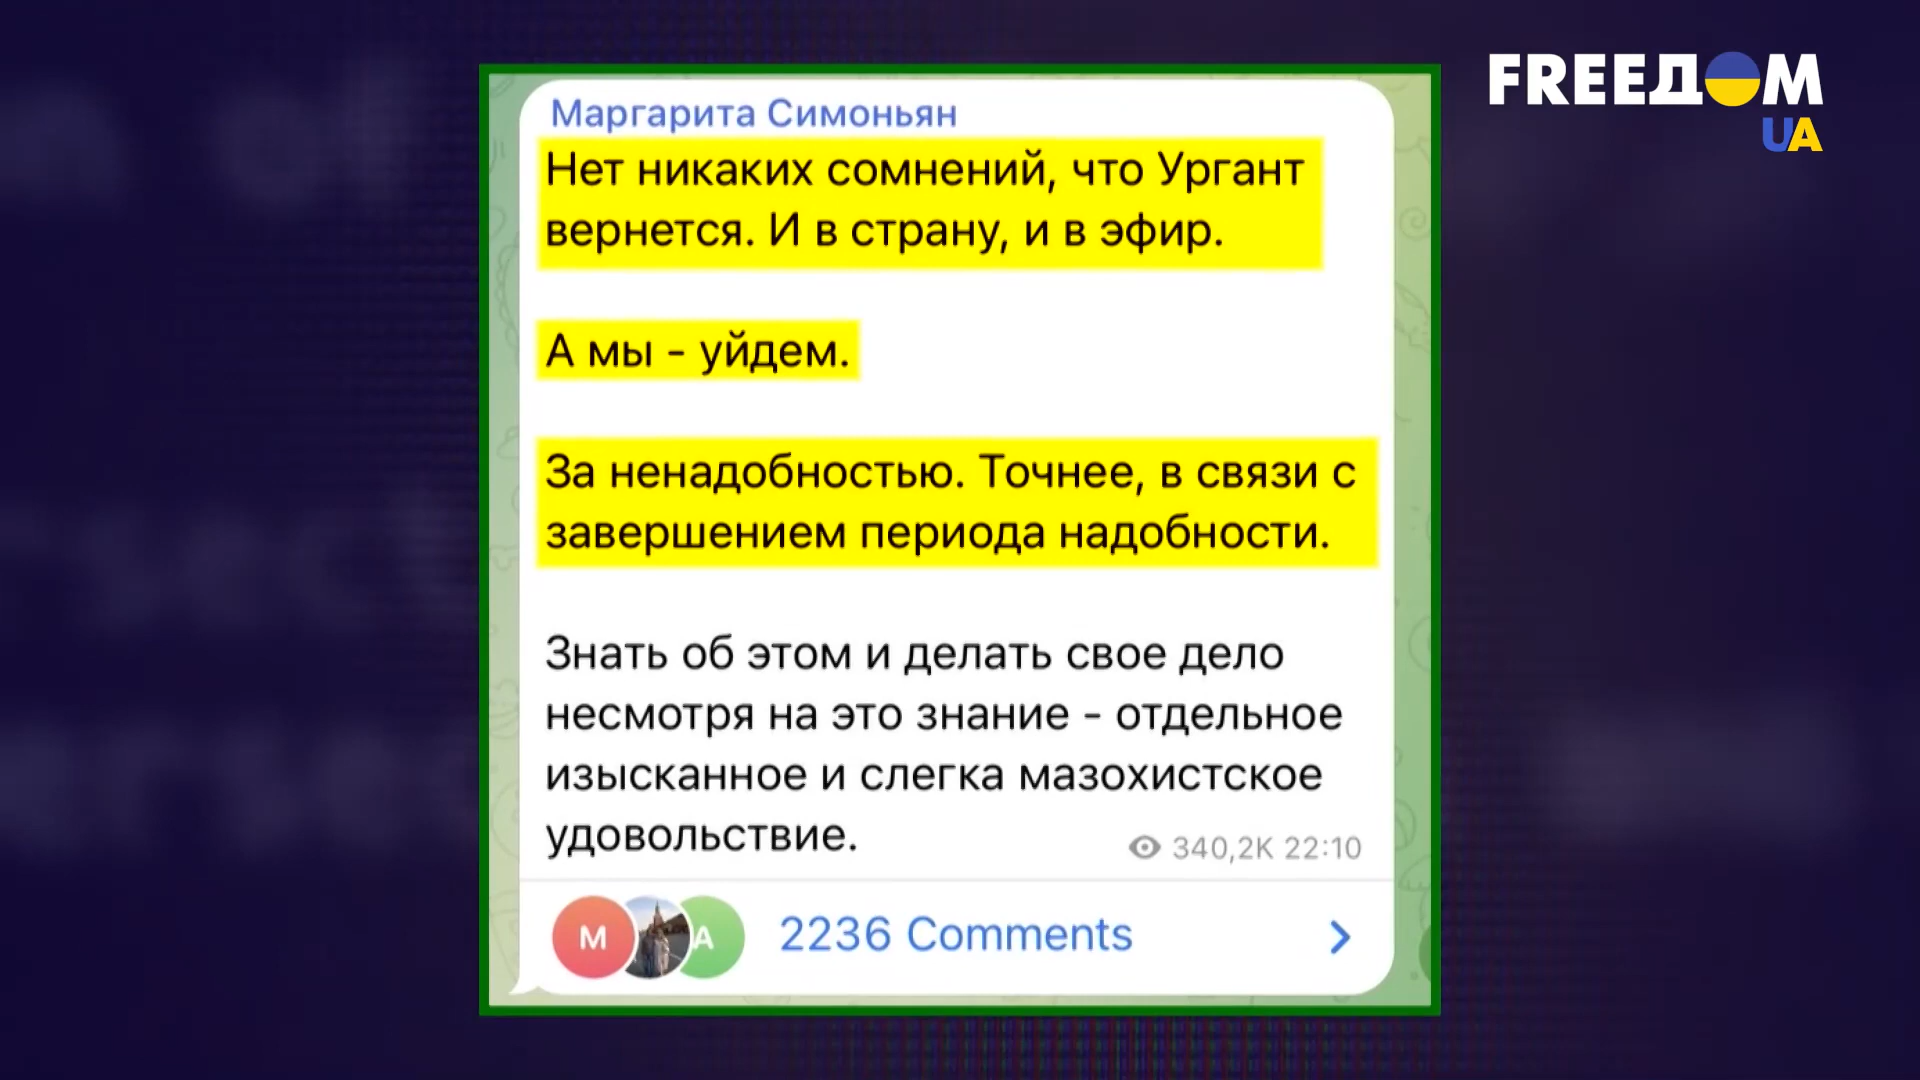 FREEДОМ
UA
Маргарита Симоньян
Нет никаких сомнений, что Ургант
вернется. И в страну, и в эфир.
А мы - уйдем.
За ненадобностью. Точнее, в связи с
завершением периода надобности.
Знать об этом и делать свое дело
несмотря на это знание - отдельное
изысканное и слегка мазохистское
удовольствие.
340,2K 22:10
M
A
2236 Comments